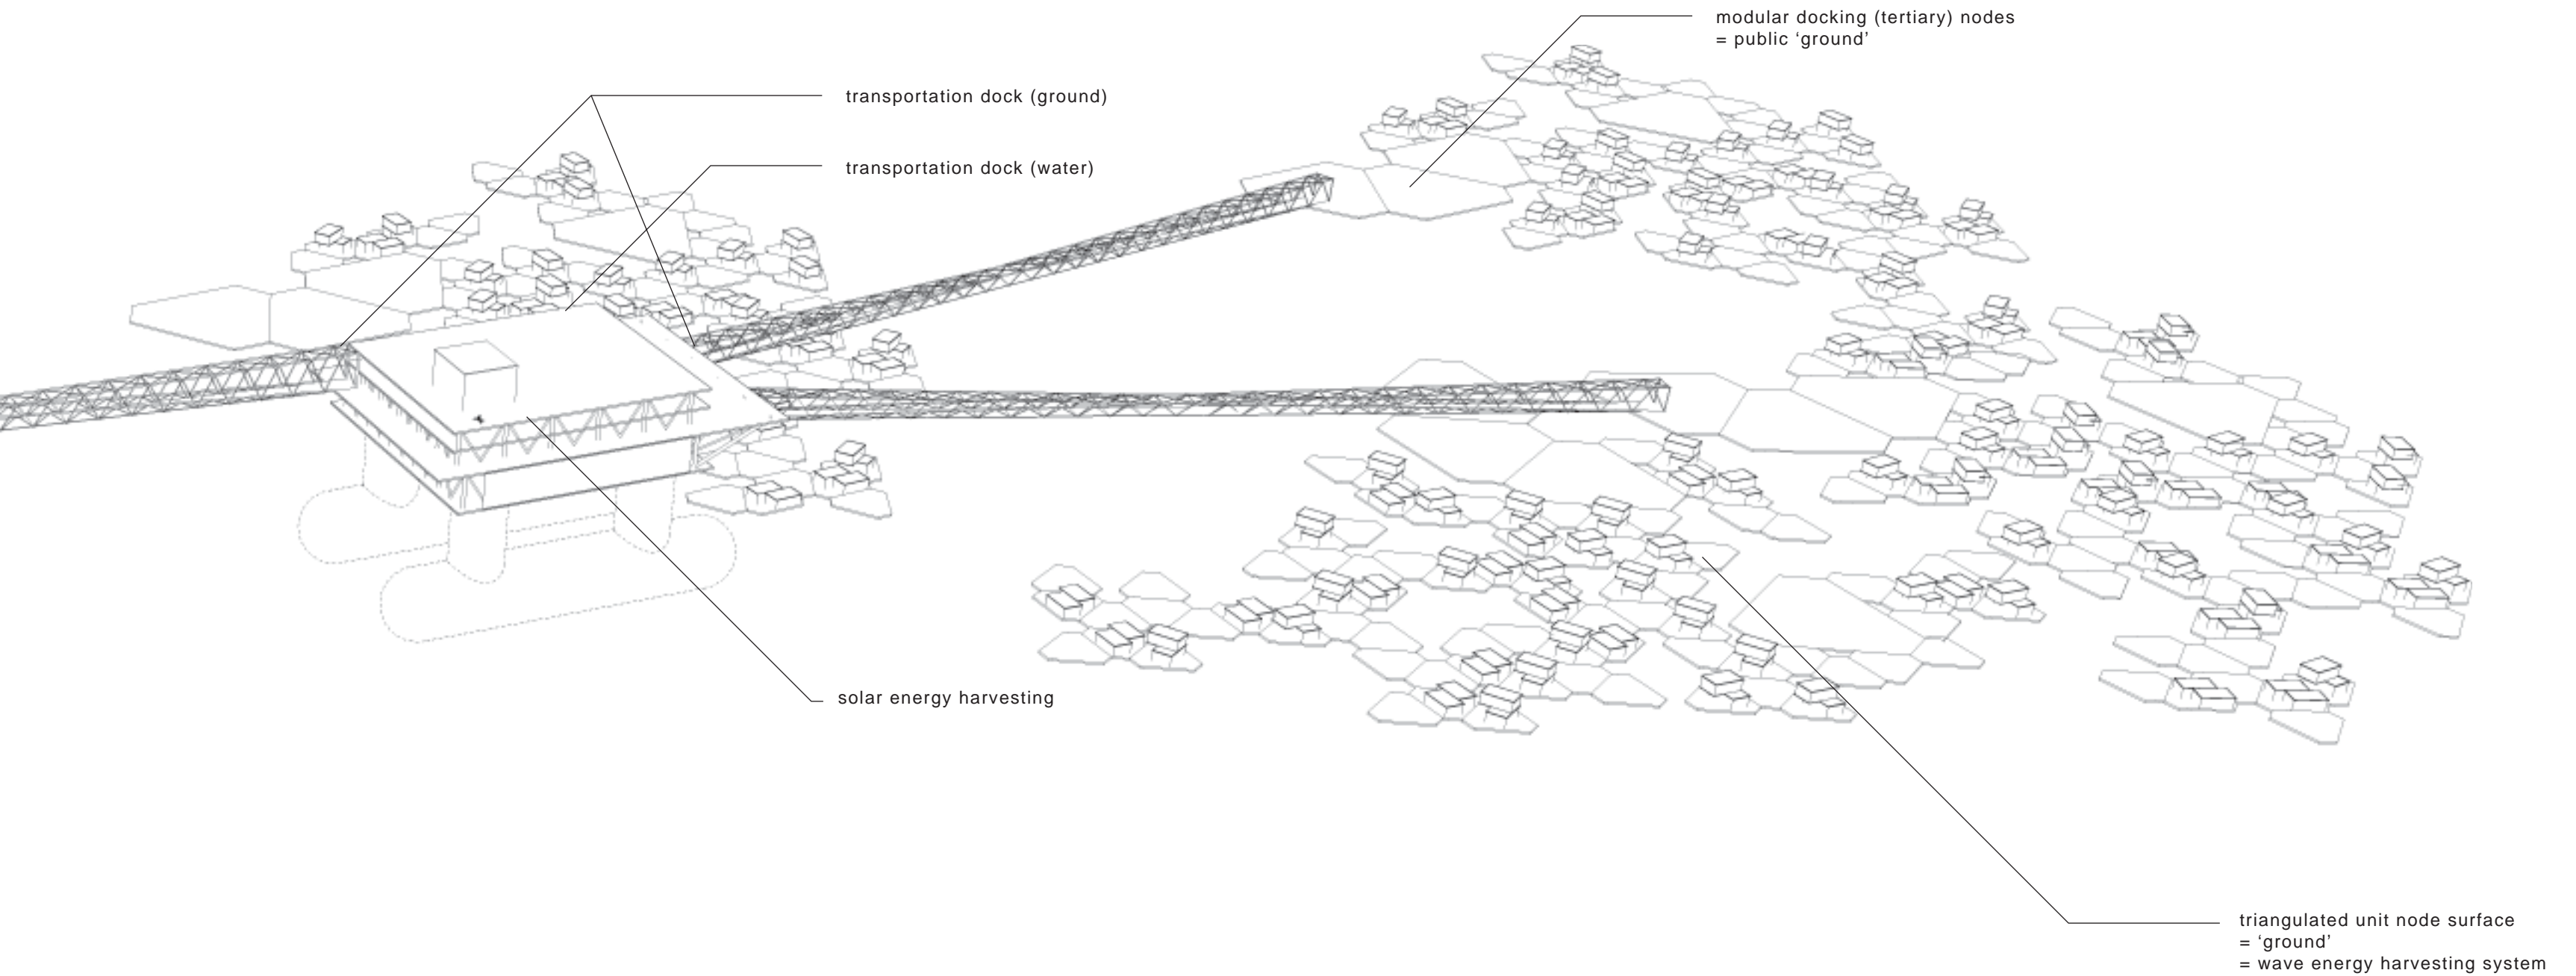 modular docking (tertiary) nodes
= public ‘ground’
transportation dock (ground)
transportation dock (water)
solar energy harvesting
triangulated unit node surface
= ‘ground’
= wave energy harvesting system